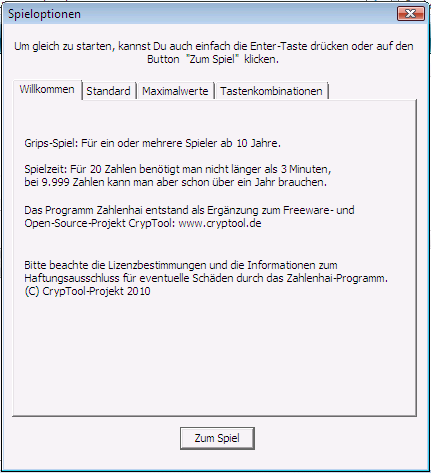 Spieloptionen
Um gleich zu starten, kannst Du auch einfach die Enter-Taste drücken oder auf den
Button "Zum Spiel" klicken.
Willkommen Standard Maximalwerte Tastenkombinationen
Grips-Spiel: Für ein oder mehrere Spieler ab 10 Jahre.
Spielzeit: Für 20 Zahlen benötigt man nicht länger als 3 Minuten,
bei 9.999 Zahlen kann man aber schon über ein Jahr brauchen.
Das Programm Zahlenhai entstand als Ergänzung zum Freeware- und
Open-Source-Projekt CrypTool: www.cryptool.de
Bitte beachte die Lizenzbestimmungen und die Informationen zum
Haftungsausschluß für eventuelle Schäden durch das Zahlenhai-Programm.
(C) CrypTool-Projekt 2010
Zum Spiel